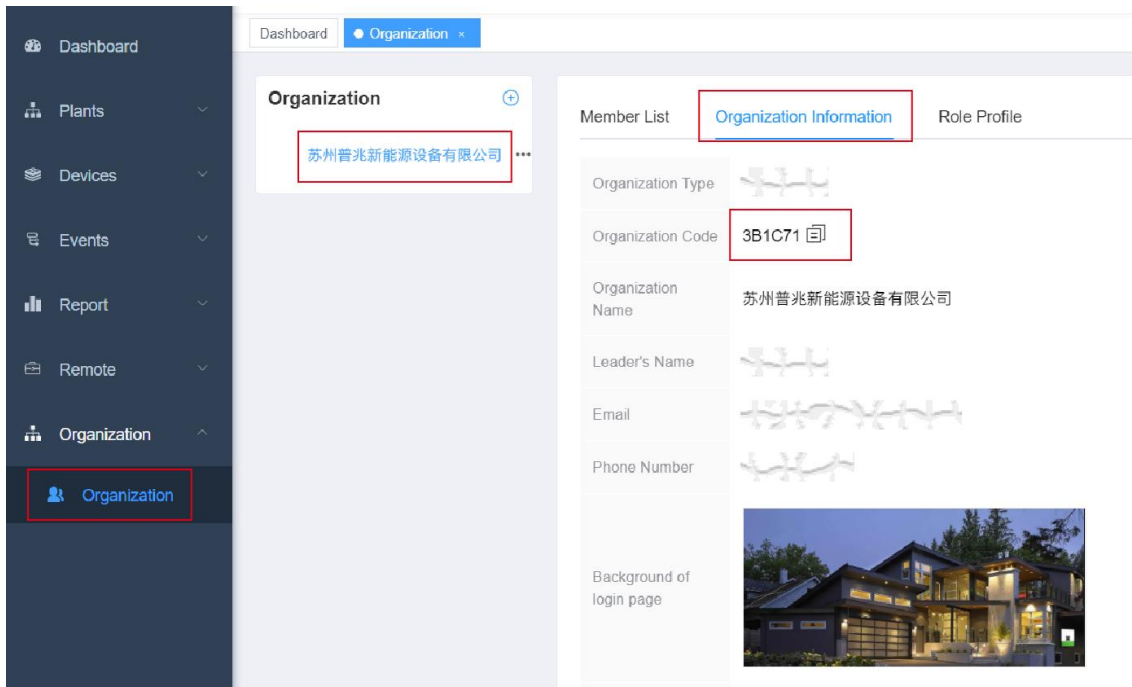 Dashboard
Plants
Devices
Events
Report
Remote
Organization
Organization
Dashboard
Organization ×
Organization
苏州普兆新能源设备有限公司 •••
Member List
Organization Information
Role Profile
Organization Type
Organization Code
3B1C71
Organization
Name
苏州普兆新能源设备有限公司
Leader's Name
Email
Phone Number
Background of
login page